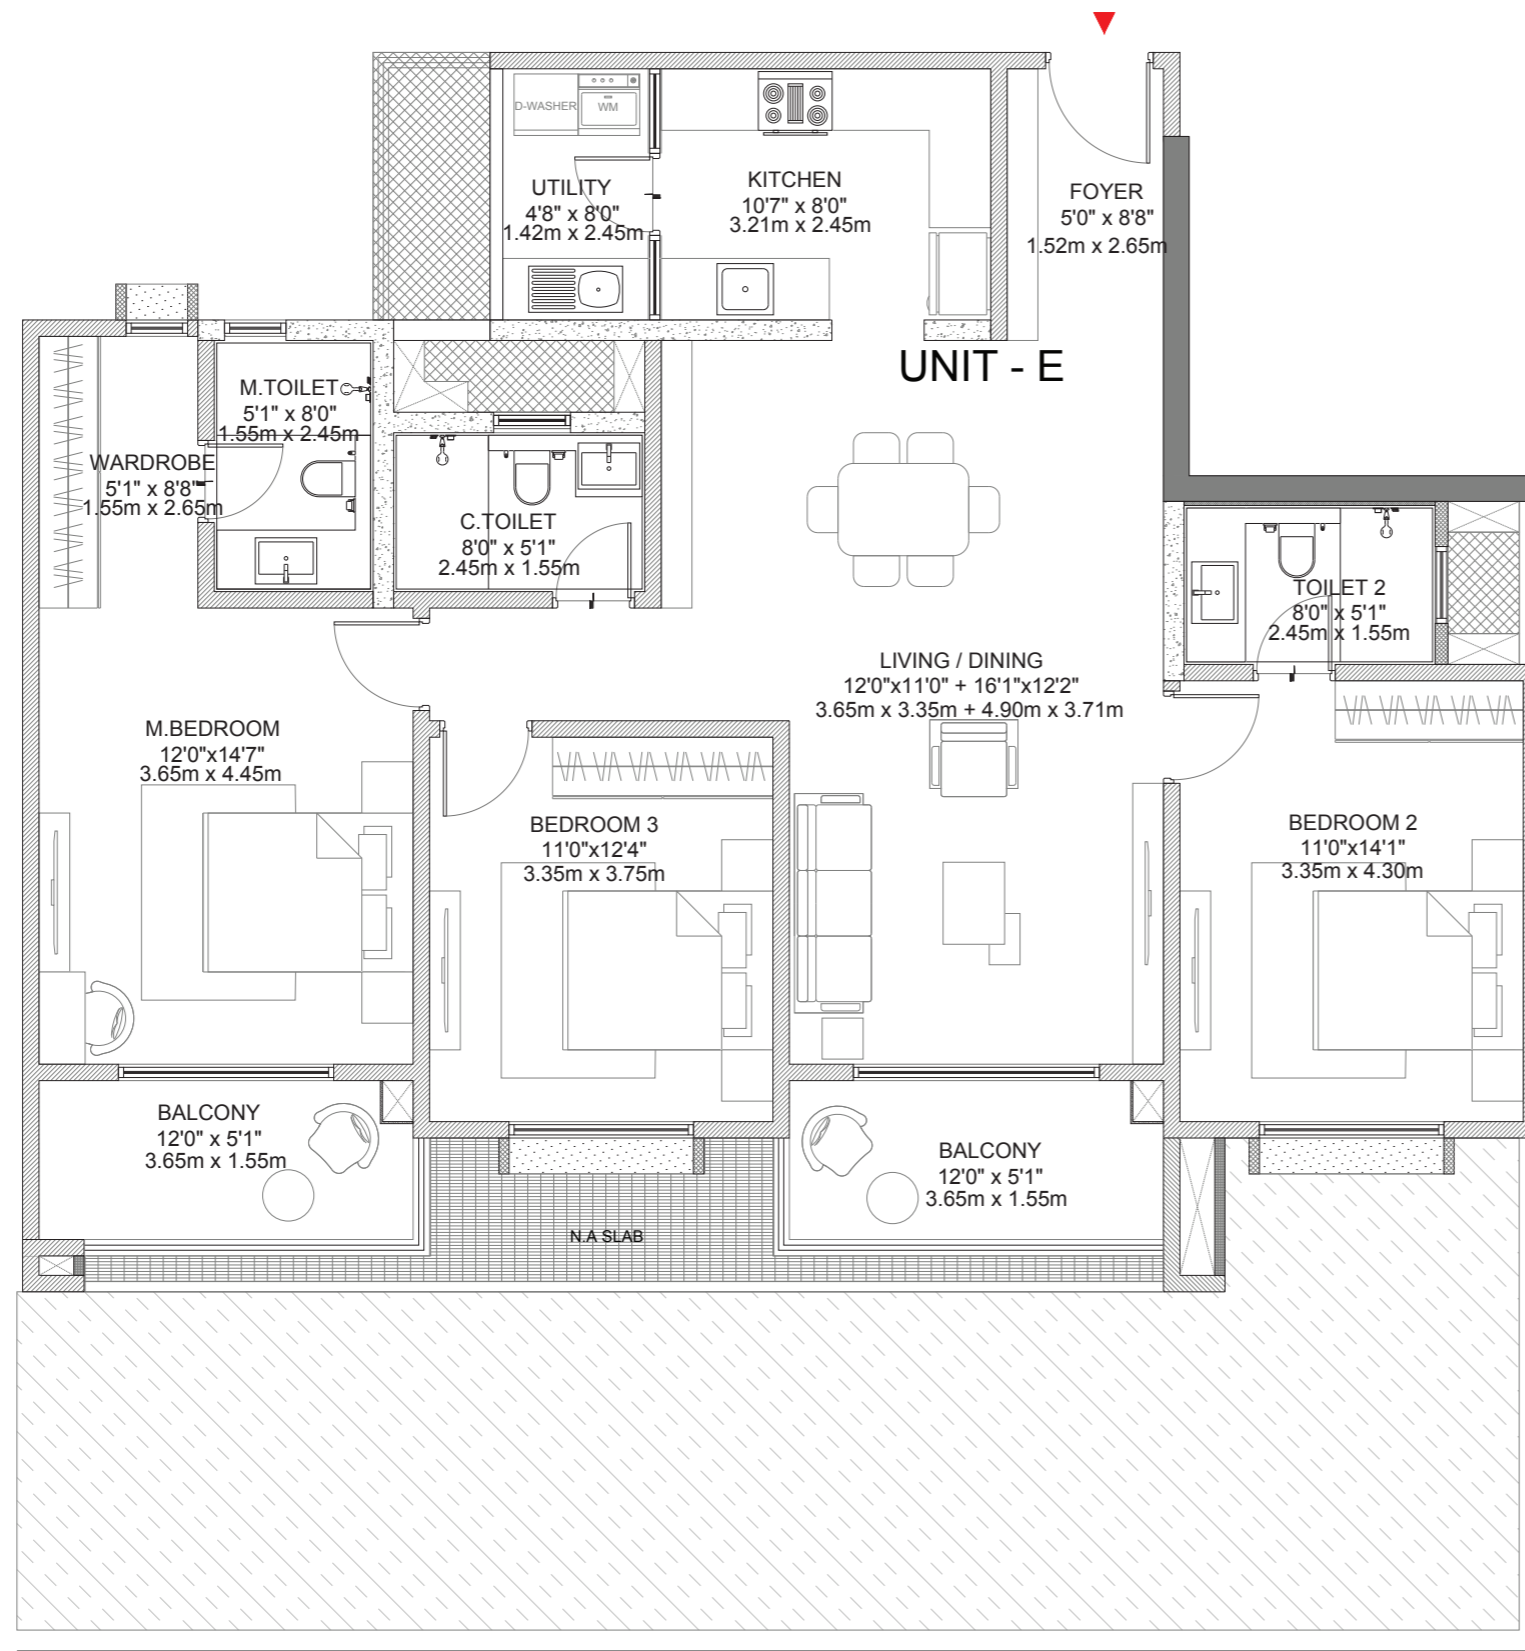 D-WASHER
WM
UTILITY
4'8" x 8'0"
1.42m x 2.45m
KITCHEN
10'7" x 8'0"
3.21m x 2.45m
FOYER
5'0" x 8'8"
1.52m x 2.65m
UNIT - E
M.TOILET
5'1" x 8'0"
1.55m x 2.45m
WARDROBE
5'1" x 8'8"
1.55m x 2.65m
C.TOILET
8'0" x 5'1"
2.45m x 1.55m
TOILET 2
8'0" x 5'1"
2.45m x 1.55m
LIVING / DINING
12'0"x11'0" + 16'1"x12'2"
3.65m x 3.35m + 4.90m x 3.71m
M.BEDROOM
12'0"x14'7"
3.65m x 4.45m
BEDROOM 3
11'0"x12'4"
3.35m x 3.75m
BEDROOM 2
11'0"x14'1"
3.35m x 4.30m
BALCONY
12'0" x 5'1"
3.65m x 1.55m
BALCONY
12'0" x 5'1"
3.65m x 1.55m
N.A SLAB